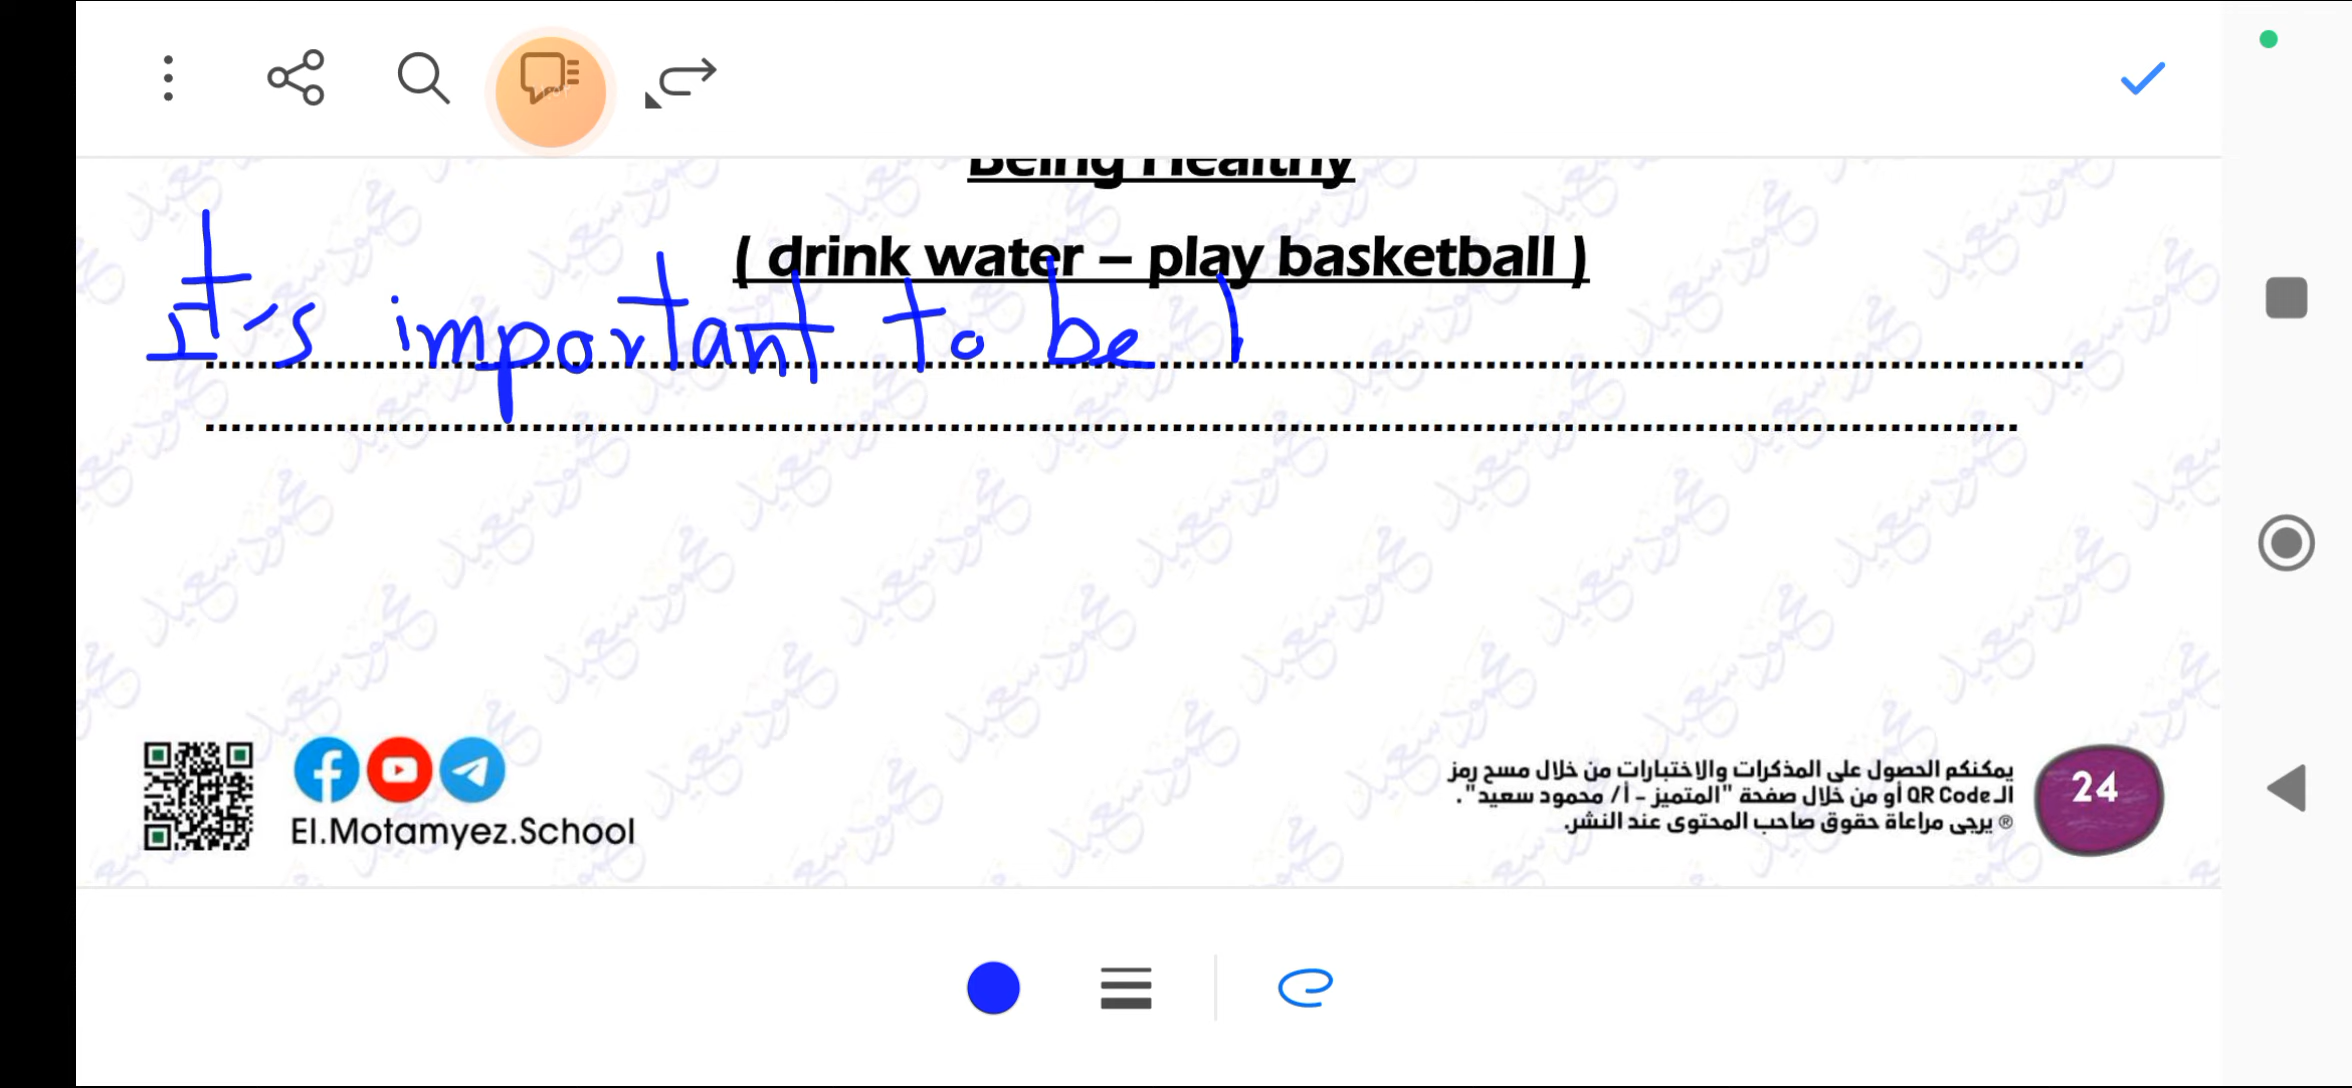 Being Healthy
( drink water – play basketball )
It's important to be
El.Motamyez.School
يمكنكم الحصول على المذكرات والاختبارات من خلال مسح رمز
الـ QR Code أو من خلال صفحة "المتميز - أ/ محمود سعيد".
® يرجى مراعاة حقوق صاحب المحتوى عند النشر.
24